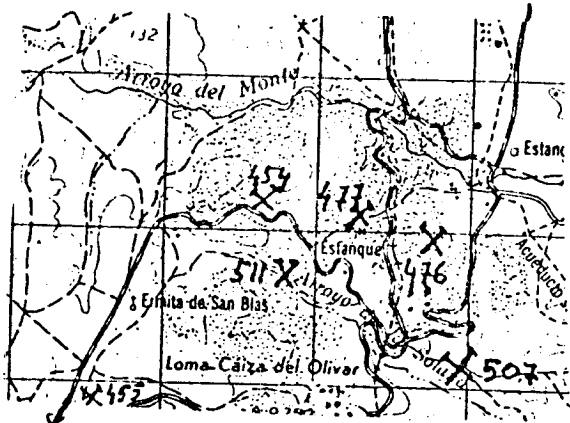 132
Arroyo del Monte
Estanq
454
477
Estanque
476
511
Arroyo
Acueducto
Ermita de San Blas
Loma Caiza del Olivar
507
452